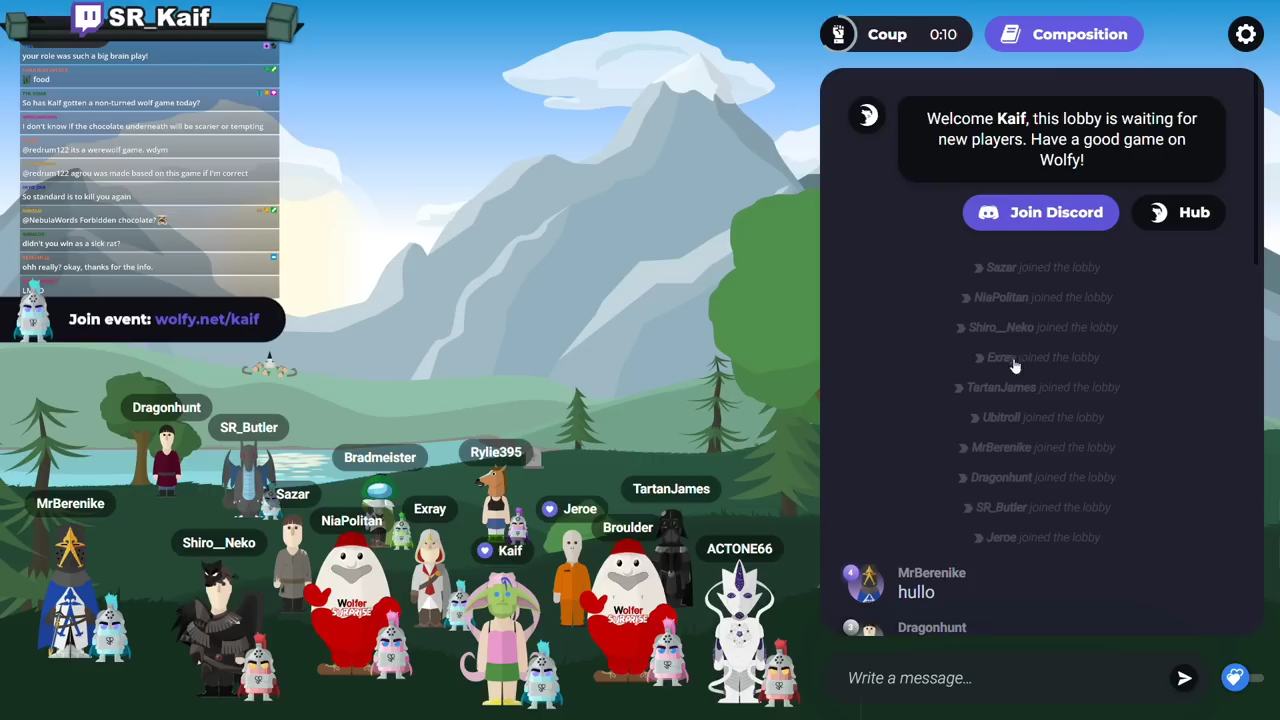 SR_Kaif
your role was such a big brain play!
food
So has Kaif gotten a non-turned wolf game today?
I don't know if the chocolate underneath will be scarier or tempting
@redrum122 its a werewolf game. wdym
@redrum122 agrou was made based on this game if I'm correct
So standard is to kill you again
@NebulaWords Forbidden chocolate?
didn't you win as a sick rat?
ohh really? okay, thanks for the info.
Join event: wolfy.net/kaif
Dragonhunt
SR_Butler
Bradmeister
Rylie395
MrBerenike
Sazar
NiaPolitan
Exray
Jeroe
TartanJames
Broulder
Shiro__Neko
Kaif
ACTONE66
Wolfer
SURPRISE
Wolfer
SURPRISE
Coup 0:10
Composition
Welcome Kaif, this lobby is waiting for
new players. Have a good game on
Wolfy!
Join Discord
Hub
Sazar joined the lobby
NiaPolitan joined the lobby
Shiro__Neko joined the lobby
Exray joined the lobby
TartanJames joined the lobby
Ubitroll joined the lobby
MrBerenike joined the lobby
Dragonhunt joined the lobby
SR_Butler joined the lobby
Jeroe joined the lobby
4
MrBerenike
hullo
3
Dragonhunt
Write a message...